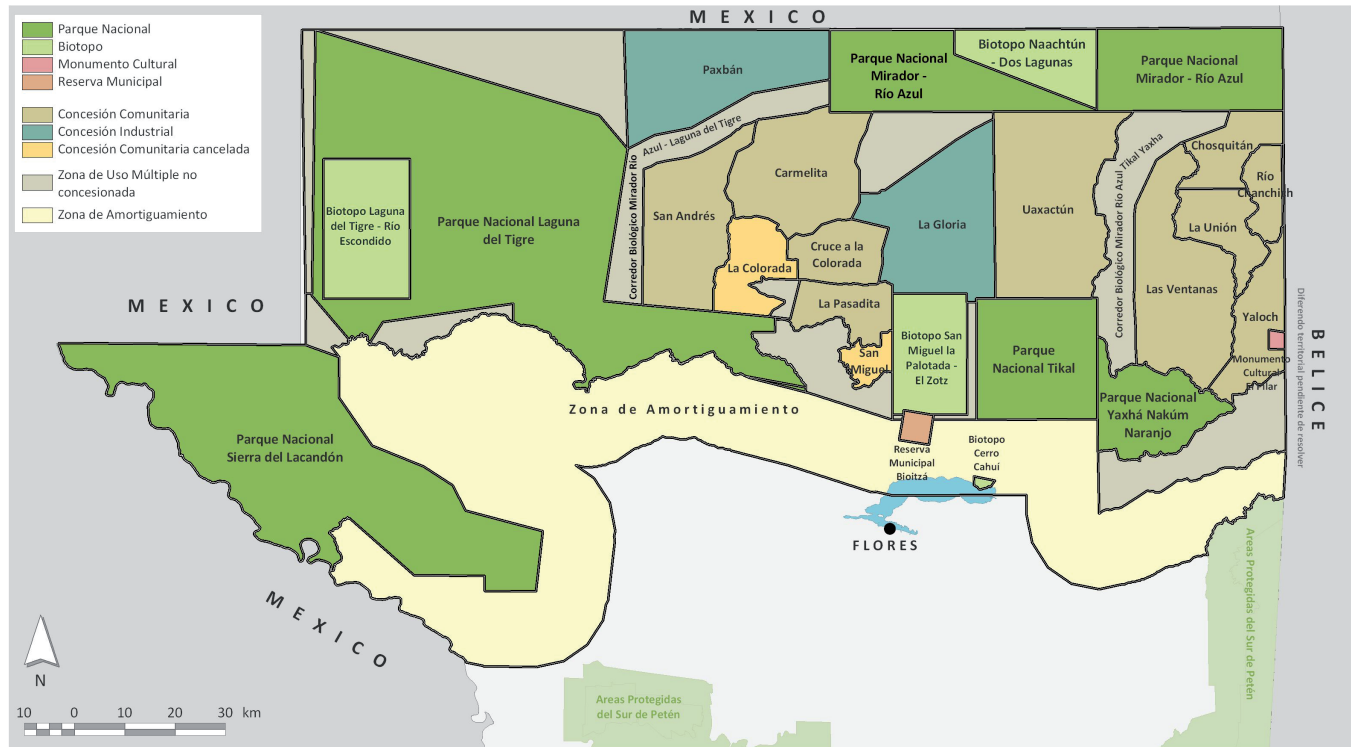 MEXICO
Parque Nacional
Biotopo
Monumento Cultural
Reserva Municipal
Concesión Comunitaria
Concesión Industrial
Concesión Comunitaria cancelada
Zona de Uso Múltiple no
concesionada
Zona de Amortiguamiento
Paxbán
Parque Nacional
Mirador -
Río Azul
Biotopo Naachtún
- Dos Lagunas
Parque Nacional
Mirador - Río Azul
Azul - Laguna del Tigre
Corredor Biológico Mirador Río
Carmelita
San Andrés
Uaxactún
La Gloria
Tikal Yaxha
Corredor Biológico Mirador Río Azul
Chosquitán
Río
Chanchich
La Unión
Las Ventanas
Yaloch
Monumento
Cultural
El Pilar
Biotopo Laguna
del Tigre - Río
Escondido
Parque Nacional Laguna
del Tigre
La Colorada
Cruce a la
Colorada
La Pasadita
San
Miguel
Biotopo San
Miguel la
Palotada -
El Zotz
Parque
Nacional Tikal
Parque Nacional
Yaxhá Nakúm
Naranjo
MEXICO
BELICE
Diferendo territorial pendiente de resolver
Zona de Amortiguamiento
Parque Nacional
Sierra del Lacandón
Reserva
Municipal
Bioitzá
Biotopo
Cerro
Cahuí
FLORES
MEXICO
Areas Protegidas del Sur de Petén
Areas Protegidas
del Sur de Petén
N
10 0 10 20 30 km